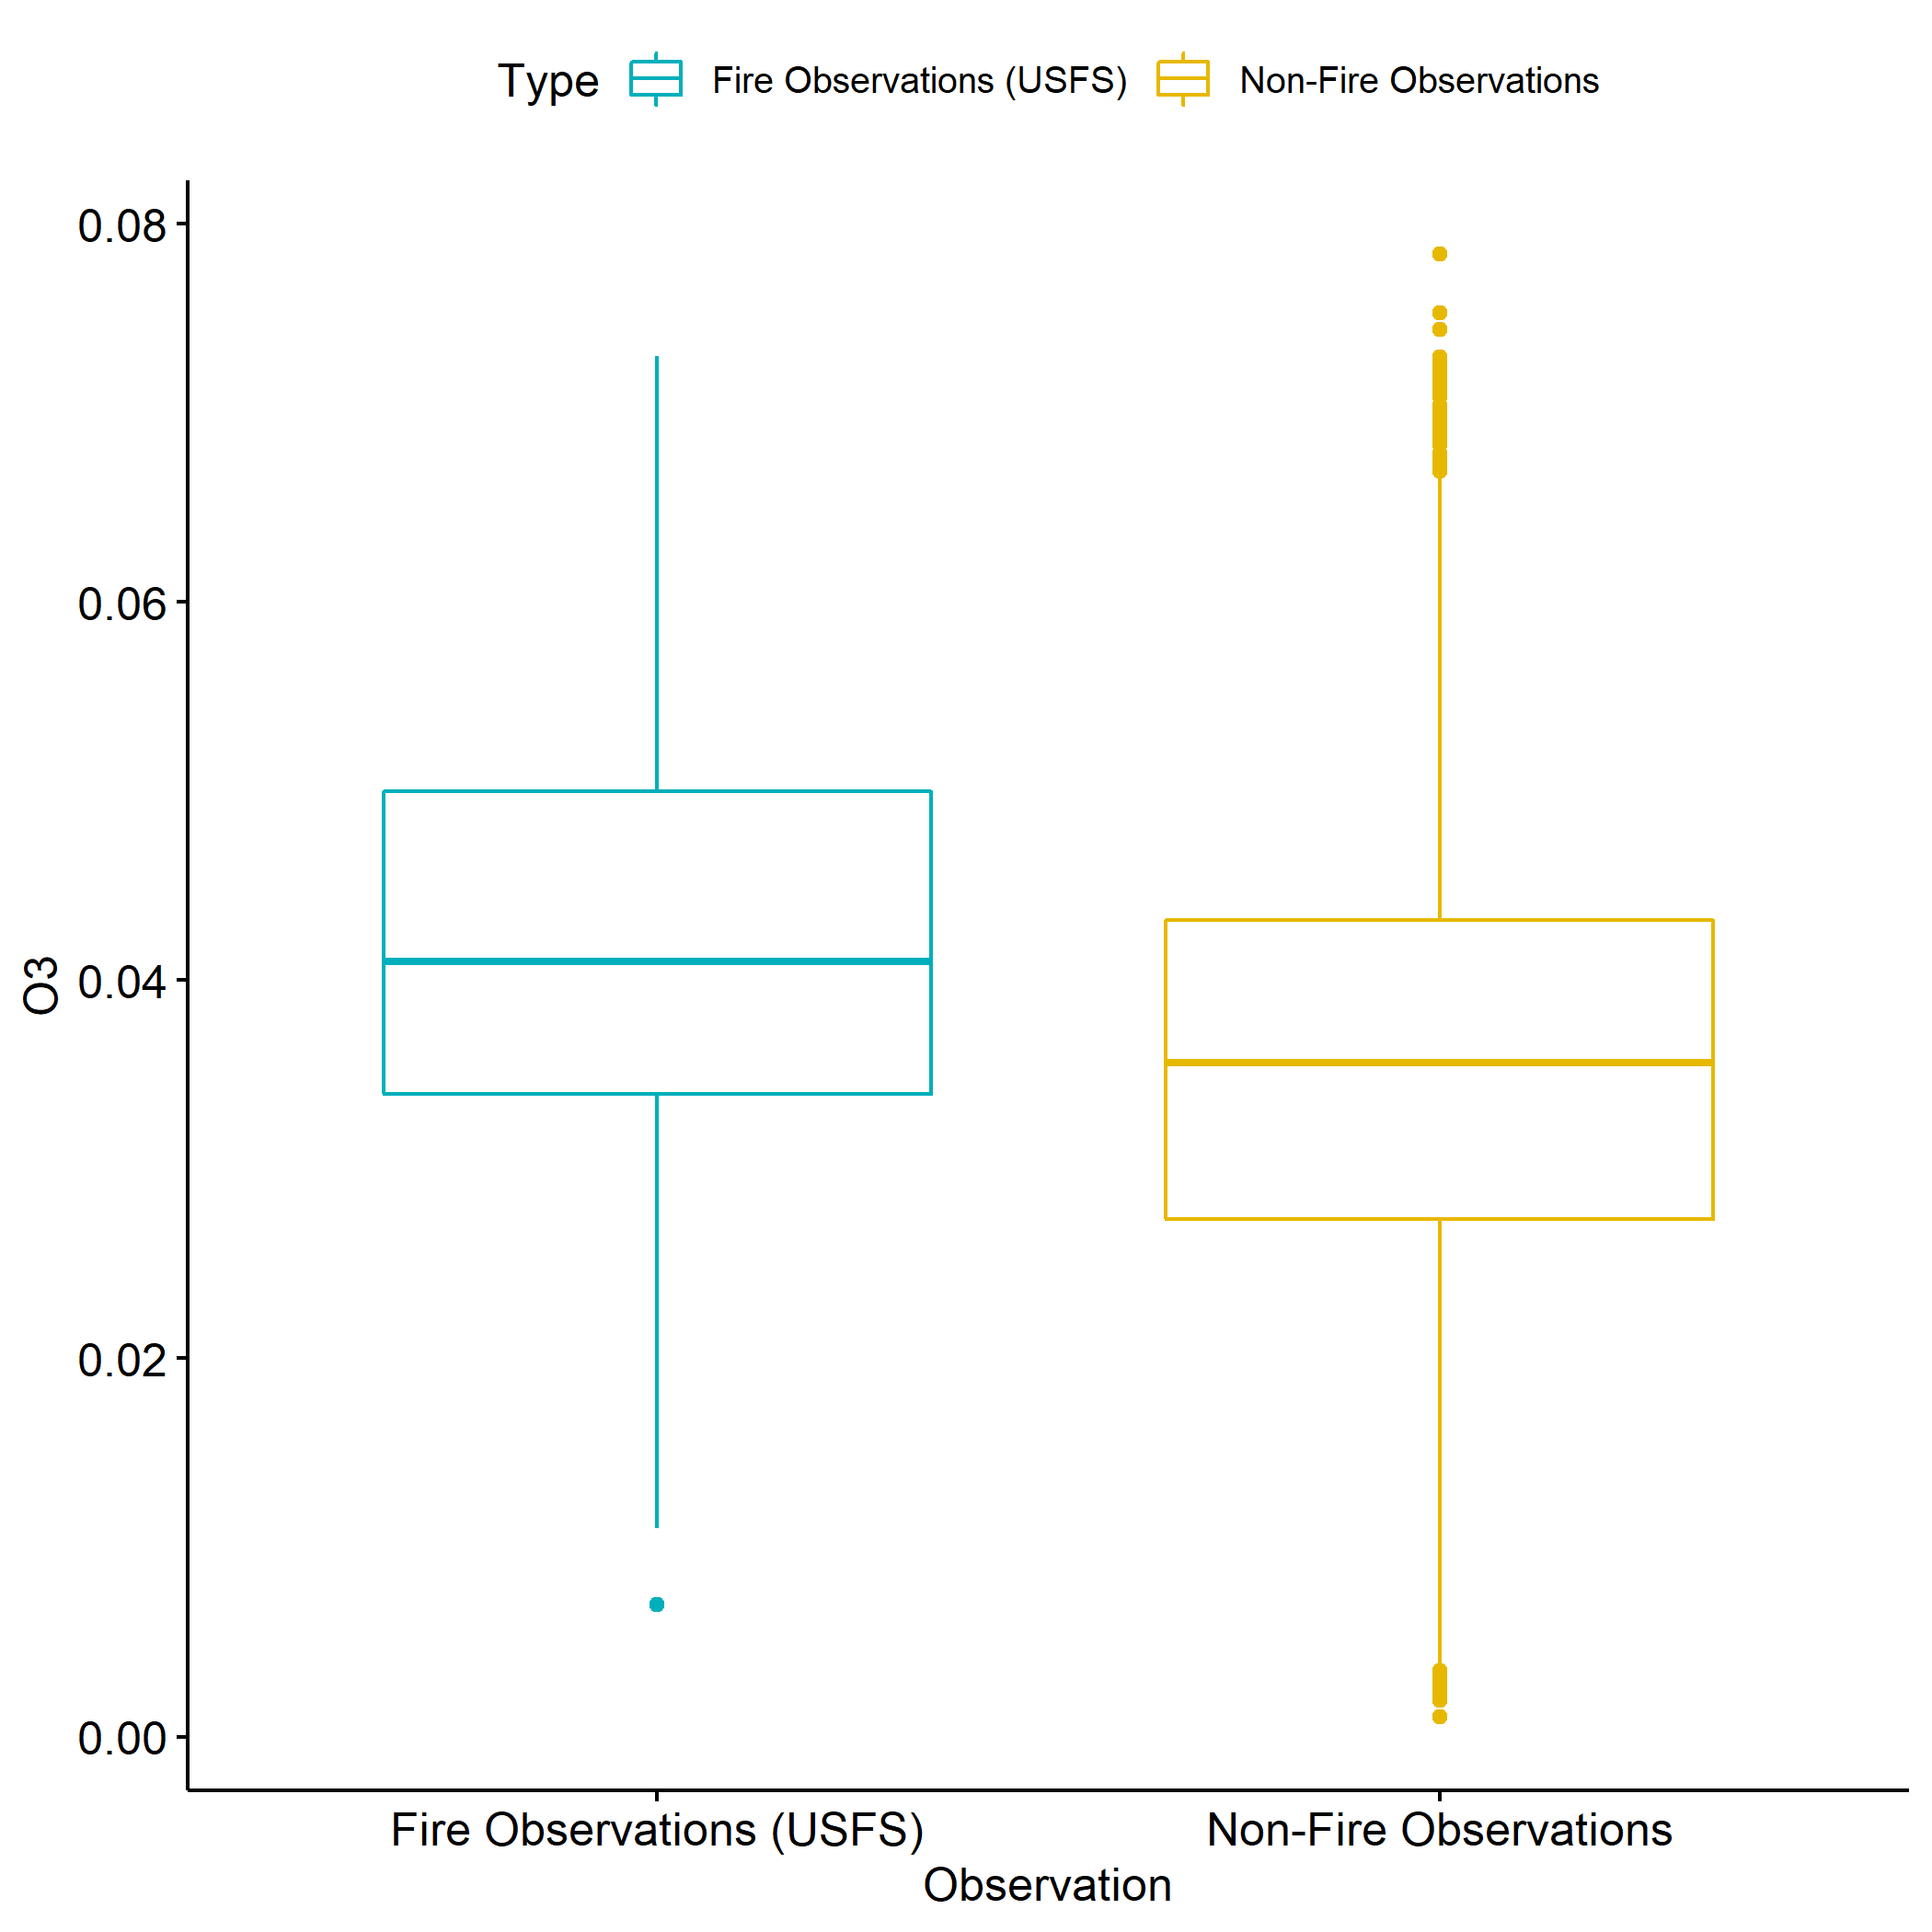 Type Fire Observations (USFS) Non-Fire Observations
0.08
0.06
0.04
0.02
0.00
O3
Fire Observations (USFS) Non-Fire Observations
Observation